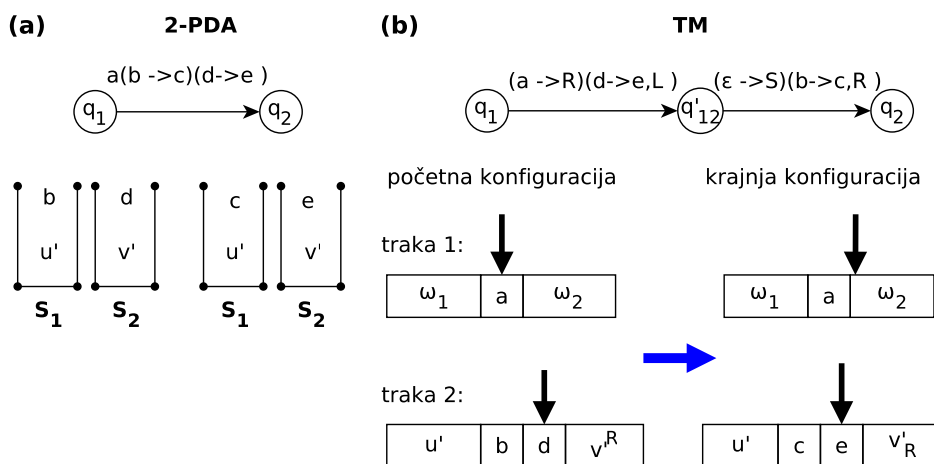 (a) 2-PDA
a(b ->c)(d->e )
q1 q2
b d c e
u' v' u' v'
S1 S2 S1 S2
(b) TM
(a ->R)(d->e,L ) (ε ->S)(b->c,R )
q1 q'12 q2
početna konfiguracija krajnja konfiguracija
traka 1:
ω1 a ω2 ω1 a ω2
traka 2:
u' b d v'R u' c e v'R